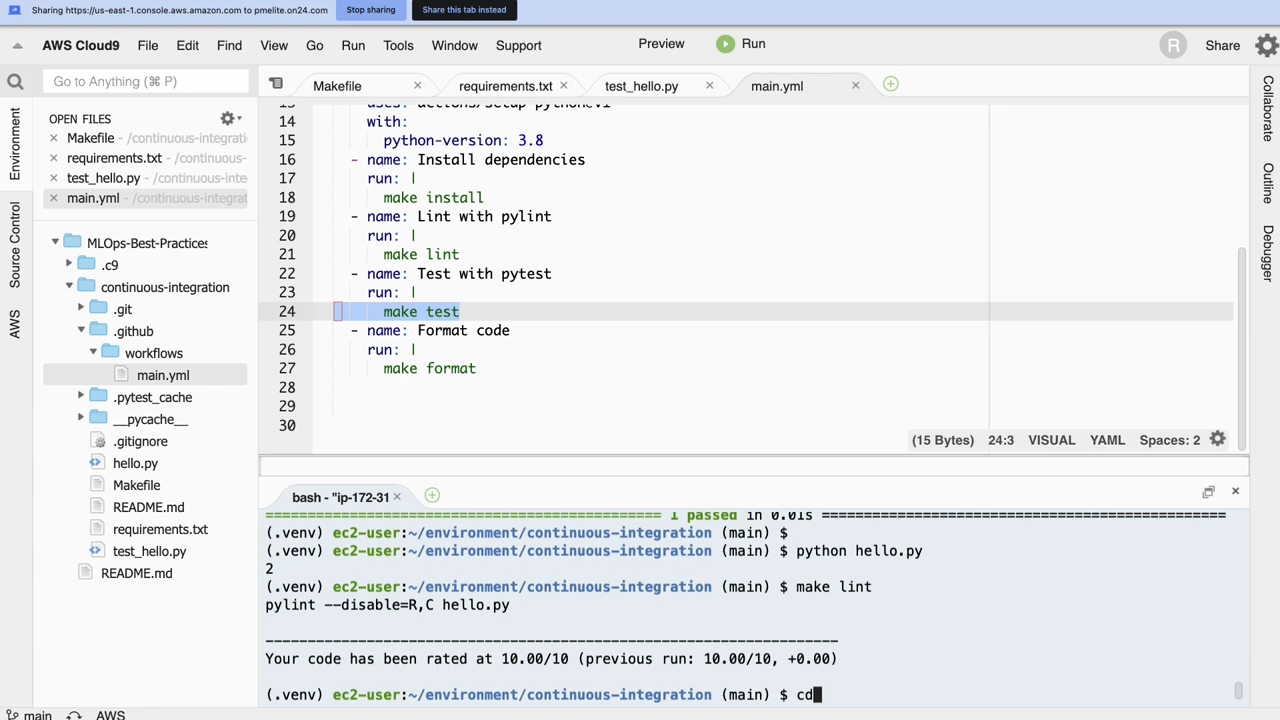 Sharing https://us-east-1.console.aws.amazon.com to pmelite.on24.com
Stop sharing
Share this tab instead
AWS Cloud9 File Edit Find View Go Run Tools Window Support Preview Run R Share
Go to Anything (⌘ P)
Makefile requirements.txt test_hello.py main.yml
Environment
Source Control
AWS
Collaborate
Outline
Debugger
OPEN FILES
Makefile - /continuous-integrati
requirements.txt - /continuous-
test_hello.py - /continuous-inte
main.yml - /continuous-integrat
MLOps-Best-Practices
.c9
continuous-integration
.git
.github
workflows
main.yml
.pytest_cache
__pycache__
.gitignore
hello.py
Makefile
README.md
requirements.txt
test_hello.py
README.md
14 with:
15 python-version: 3.8
16 - name: Install dependencies
17 run: |
18 make install
19 - name: Lint with pylint
20 run: |
21 make lint
22 - name: Test with pytest
23 run: |
24 make test
25 - name: Format code
26 run: |
27 make format
28
29
30
(15 Bytes) 24:3 VISUAL YAML Spaces: 2
bash - "ip-172-31
============================================== 1 passed in 0.01s ================================================
(.venv) ec2-user:~/environment/continuous-integration (main) $
(.venv) ec2-user:~/environment/continuous-integration (main) $ python hello.py
2
(.venv) ec2-user:~/environment/continuous-integration (main) $ make lint
pylint --disable=R,C hello.py
--------------------------------------------------------------------
Your code has been rated at 10.00/10 (previous run: 10.00/10, +0.00)
(.venv) ec2-user:~/environment/continuous-integration (main) $ cd
main AWS